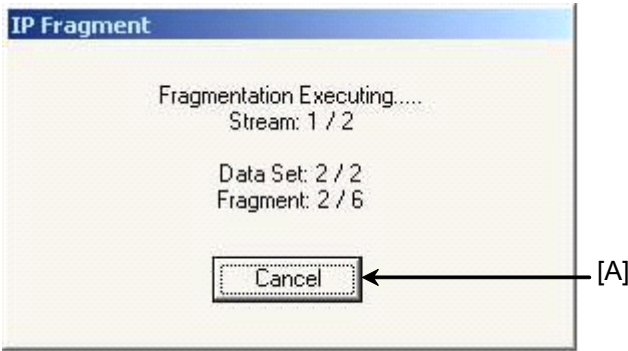 IP Fragment
Fragmentation Executing.....
Stream: 1 / 2
Data Set: 2 / 2
Fragment: 2 / 6
Cancel
[A]